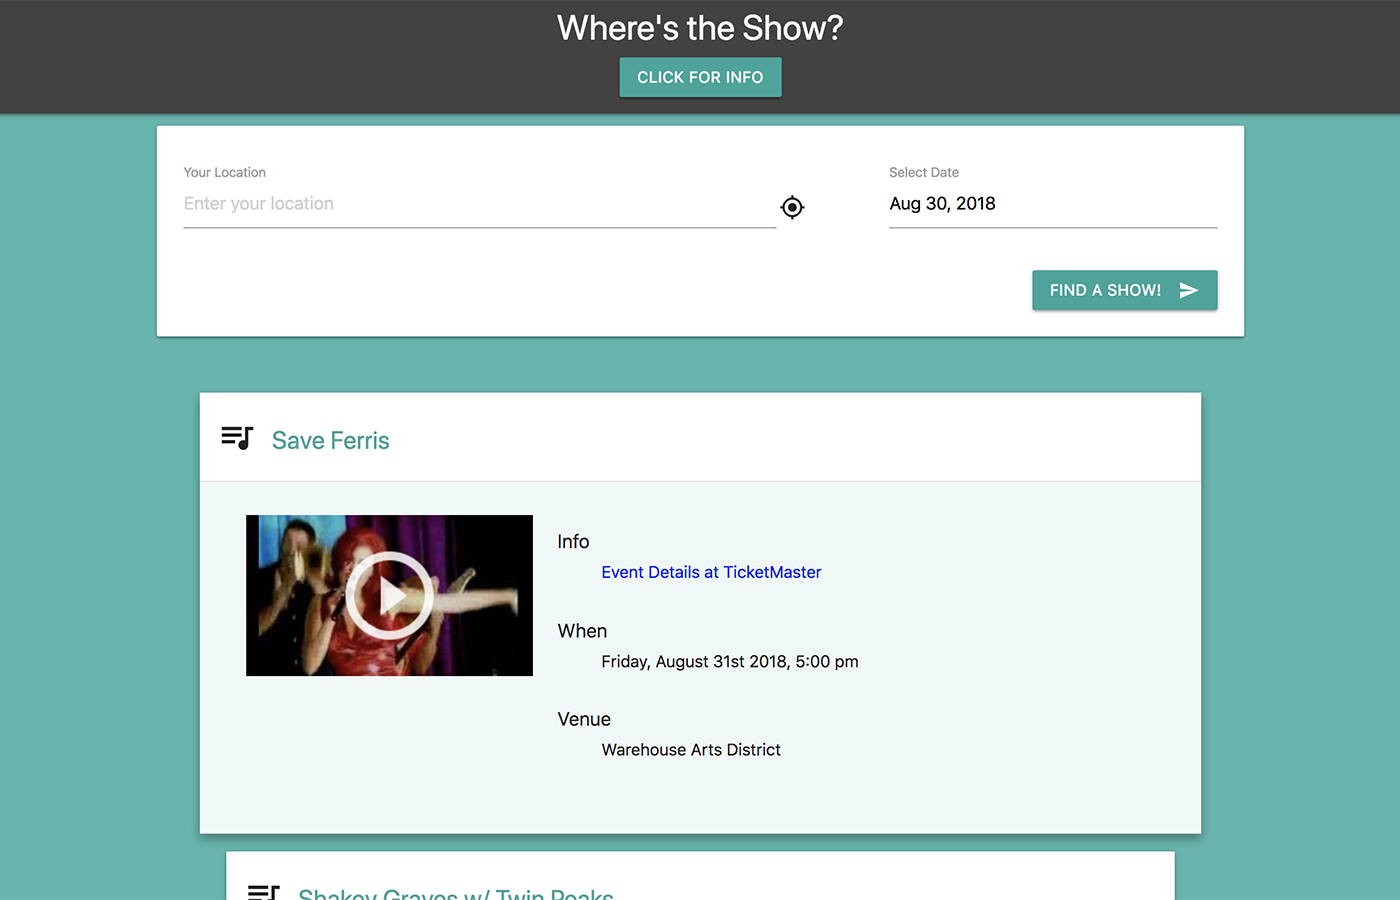 Where's the Show?
CLICK FOR INFO
Your Location
Enter your location
Select Date
Aug 30, 2018
FIND A SHOW!
Save Ferris
Info
Event Details at TicketMaster
When
Friday, August 31st 2018, 5:00 pm
Venue
Warehouse Arts District
Shakey Graves w/ Twin Peaks